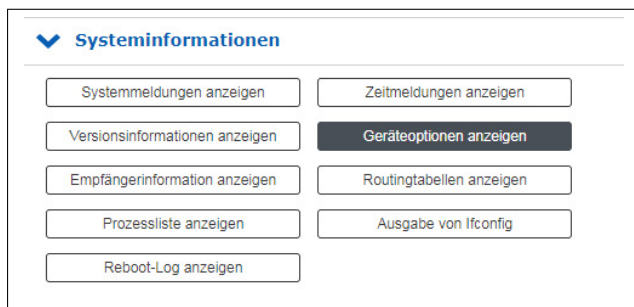 Systeminformationen
Systemmeldungen anzeigen
Zeitmeldungen anzeigen
Versionsinformationen anzeigen
Geräteoptionen anzeigen
Empfängerinformation anzeigen
Routingtabellen anzeigen
Prozessliste anzeigen
Ausgabe von Ifconfig
Reboot-Log anzeigen